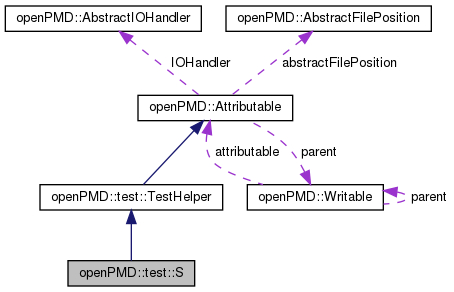 openPMD::AbstractIOHandler
openPMD::AbstractFilePosition
IOHandler
abstractFilePosition
openPMD::Attributable
attributable
parent
openPMD::test::TestHelper
openPMD::Writable
parent
openPMD::test::S